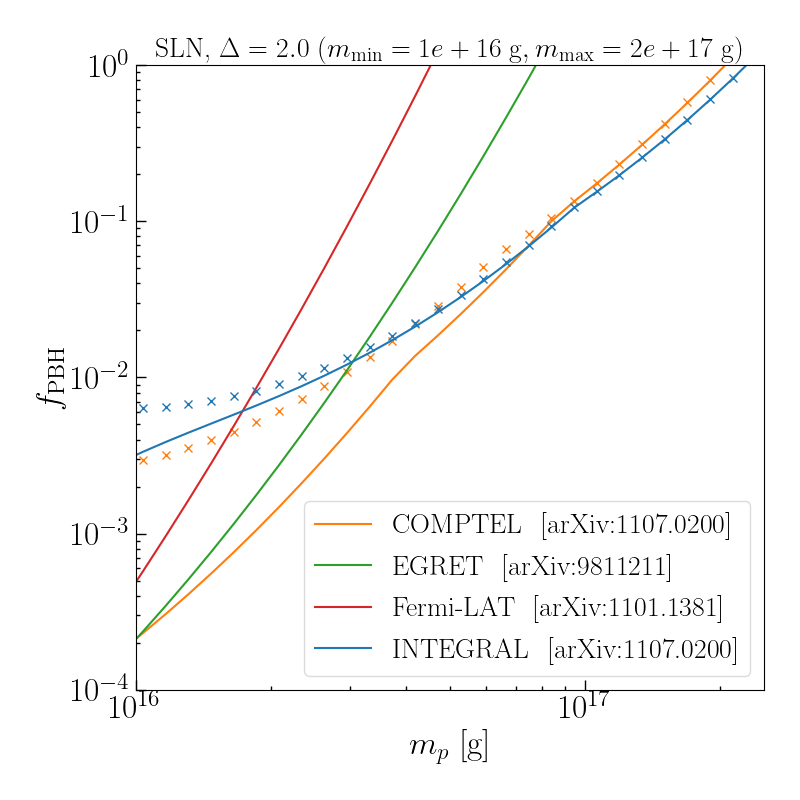 SLN, Δ = 2.0 (m_min = 1e + 16 g, m_max = 2e + 17 g)
10^0
10^−1
10^−2
10^−3
10^−4
f_PBH
COMPTEL [arXiv:1107.0200]
EGRET [arXiv:9811211]
Fermi-LAT [arXiv:1101.1381]
INTEGRAL [arXiv:1107.0200]
10^16
10^17
m_p [g]